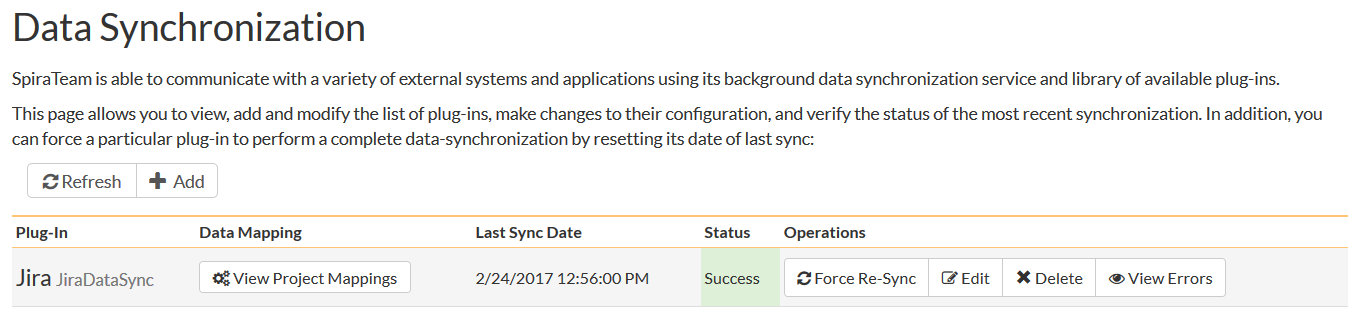 Data Synchronization
SpiraTeam is able to communicate with a variety of external systems and applications using its background data synchronization service and library of available plug-ins.
This page allows you to view, add and modify the list of plug-ins, make changes to their configuration, and verify the status of the most recent synchronization. In addition, you
can force a particular plug-in to perform a complete data-synchronization by resetting its date of last sync:
Refresh Add
Plug-In Data Mapping Last Sync Date Status Operations
Jira JiraDataSync View Project Mappings 2/24/2017 12:56:00 PM Success Force Re-Sync Edit Delete View Errors